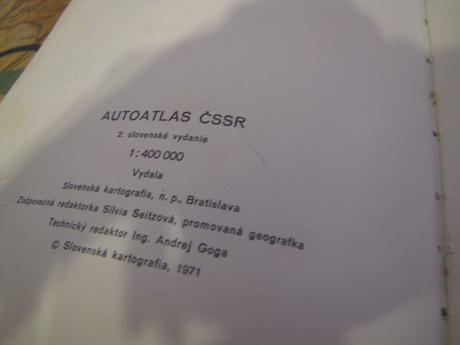 AUTOATLAS ČSSR
2. slovenské vydanie
1 : 400 000
Vydala
Slovenská kartografia, n. p., Bratislava
Zodpovedná redaktorka Silvia Seitzová, promovaná geografka
Technický redaktor Ing. Andrej Goga
© Slovenská kartografia, 1971